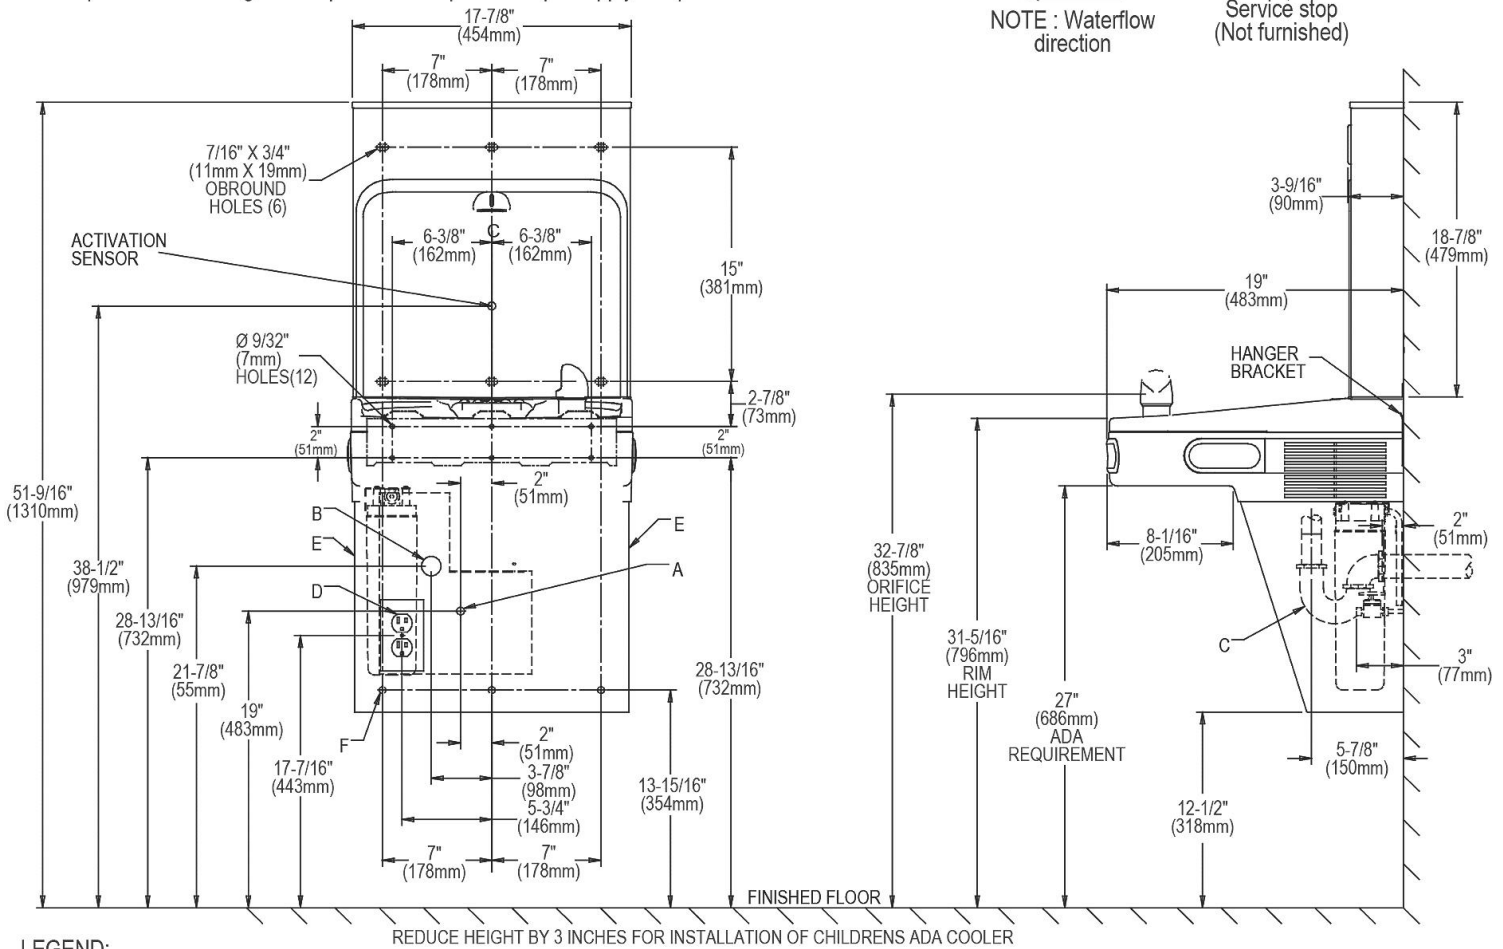 17-7/8"
(454mm)
NOTE : Waterflow
direction
Service stop
(Not furnished)
7"
(178mm)
7"
(178mm)
7/16" X 3/4"
(11mm X 19mm)
OBROUND
HOLES (6)
3-9/16"
(90mm)
C
6-3/8"
(162mm)
6-3/8"
(162mm)
ACTIVATION
SENSOR
18-7/8"
(479mm)
15"
(381mm)
19"
(483mm)
Ø 9/32"
(7mm)
HOLES(12)
HANGER
BRACKET
2-7/8"
(73mm)
2"
(51mm)
2"
(51mm)
51-9/16"
(1310mm)
2"
(51mm)
B
E
E
8-1/16"
(205mm)
2"
(51mm)
38-1/2"
(979mm)
A
D
32-7/8"
(835mm)
ORIFICE
HEIGHT
28-13/16"
(732mm)
31-5/16"
(796mm)
RIM
HEIGHT
C
3"
(77mm)
21-7/8"
(55mm)
28-13/16"
(732mm)
19"
(483mm)
27"
(686mm)
ADA
REQUIREMENT
F
2"
(51mm)
5-7/8"
(150mm)
17-7/16"
(443mm)
3-7/8"
(98mm)
13-15/16"
(354mm)
5-3/4"
(146mm)
12-1/2"
(318mm)
7"
(178mm)
7"
(178mm)
FINISHED FLOOR
REDUCE HEIGHT BY 3 INCHES FOR INSTALLATION OF CHILDRENS ADA COOLER
LEGEND: